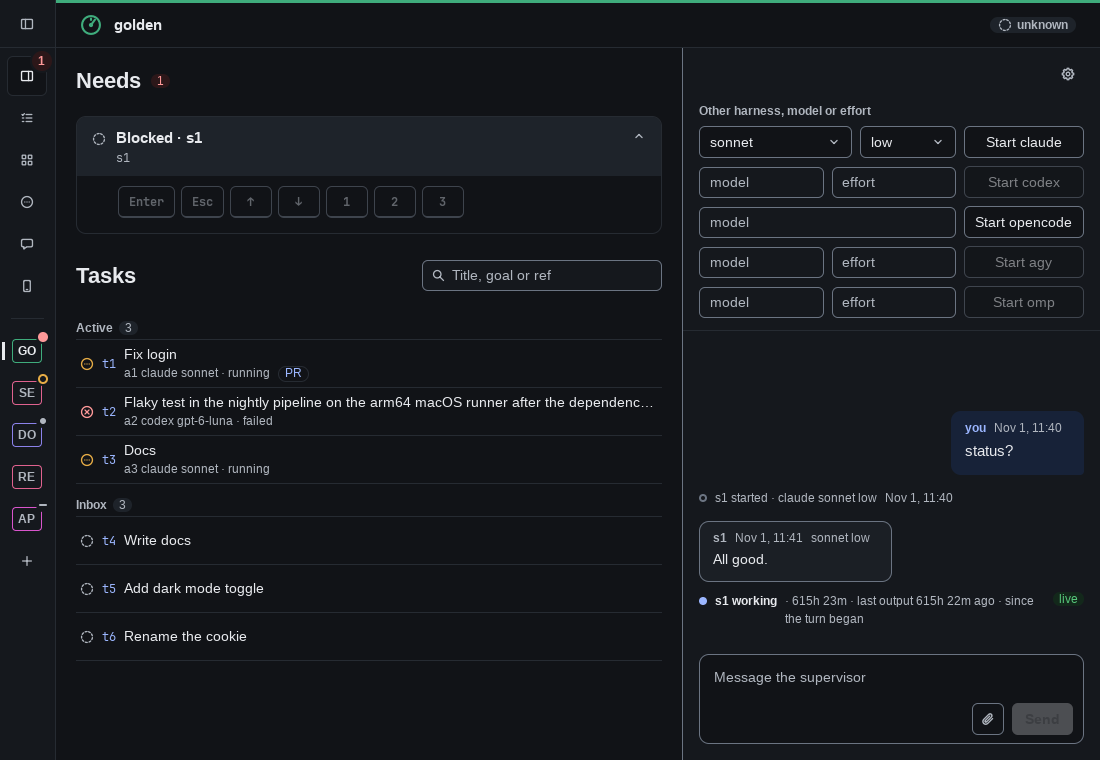 golden
unknown
1
Needs 1
Blocked · s1
s1
Enter Esc ↑ ↓ 1 2 3
Tasks
Title, goal or ref
Active 3
t1 Fix login
a1 claude sonnet · running PR
t2 Flaky test in the nightly pipeline on the arm64 macOS runner after the dependenc…
a2 codex gpt-6-luna · failed
t3 Docs
a3 claude sonnet · running
Inbox 3
t4 Write docs
t5 Add dark mode toggle
t6 Rename the cookie
GO
SE
DO
RE
AP
Other harness, model or effort
sonnet low Start claude
model effort Start codex
model Start opencode
model effort Start agy
model effort Start omp
you Nov 1, 11:40
status?
s1 started · claude sonnet low Nov 1, 11:40
s1 Nov 1, 11:41 sonnet low
All good.
s1 working · 615h 23m · last output 615h 22m ago · since live
the turn began
Message the supervisor
Send